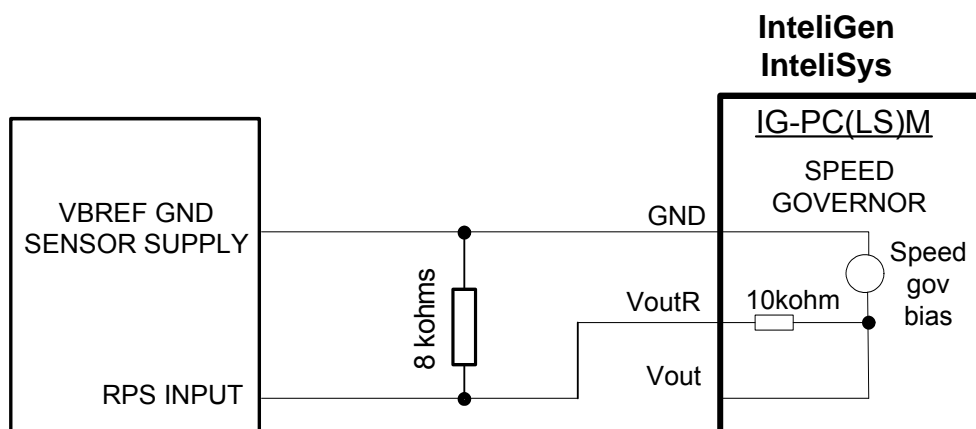 InteliGen
InteliSys
IG-PC(LS)M
SPEED
GOVERNOR
VBREF GND
SENSOR SUPPLY
GND
Speed
gov
bias
8 kohms
VoutR
10kohm
Vout
RPS INPUT